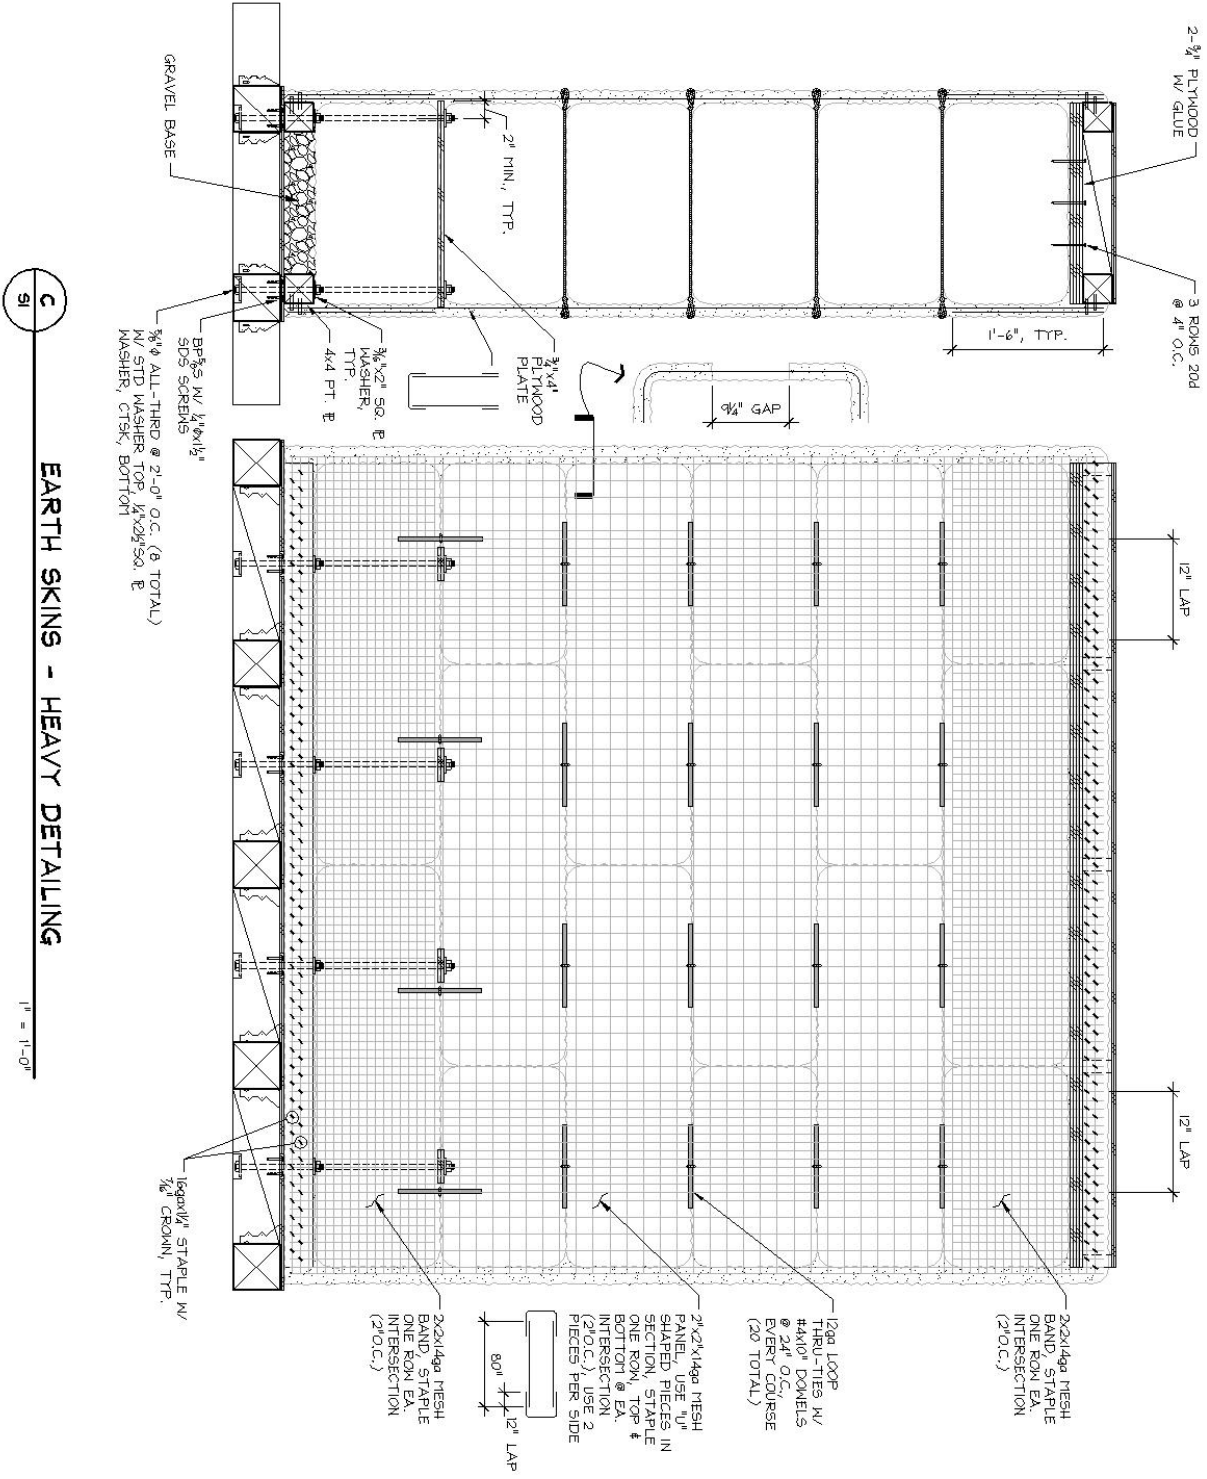 2-¾" PLYWOOD
W/ GLUE
3 ROWS 20d
@ 4" O.C.
1'-6", TYP.
2" MIN., TYP.
¾"x4"
PLYWOOD
PLATE
GRAVEL BASE
4x4 PT. PL
3/16"x2" SQ. PL
WASHER,
TYP.
BP⅝S W/ ¼"øx1½"
SDS SCREWS
⅝"ø ALL-THRD @ 2'-0" O.C. (8 TOTAL)
W/ STD WASHER TOP, ¼"x2½"SQ. PL
WASHER, CTSK, BOTTOM
9¼" GAP
12" LAP
12" LAP
2x2x14ga MESH
BAND, STAPLE
ONE ROW EA.
INTERSECTION
(2"O.C.)
12ga LOOP
THRU-TIES W/
#4x10" DOWELS
@ 24" O.C.,
EVERY COURSE
(20 TOTAL)
2"x2"x14ga MESH
PANEL, USE "U"
SHAPED PIECES IN
SECTION, STAPLE
ONE ROW, TOP &
BOTTOM @ EA.
INTERSECTION
(2"O.C.), USE 2
PIECES PER SIDE
80"
12" LAP
2x2x14ga MESH
BAND, STAPLE
ONE ROW EA.
INTERSECTION
(2"O.C.)
16gax1¼" STAPLE W/
7/16" CROWN, TYP.
C
S1
EARTH SKINS - HEAVY DETAILING
1" = 1'-0"